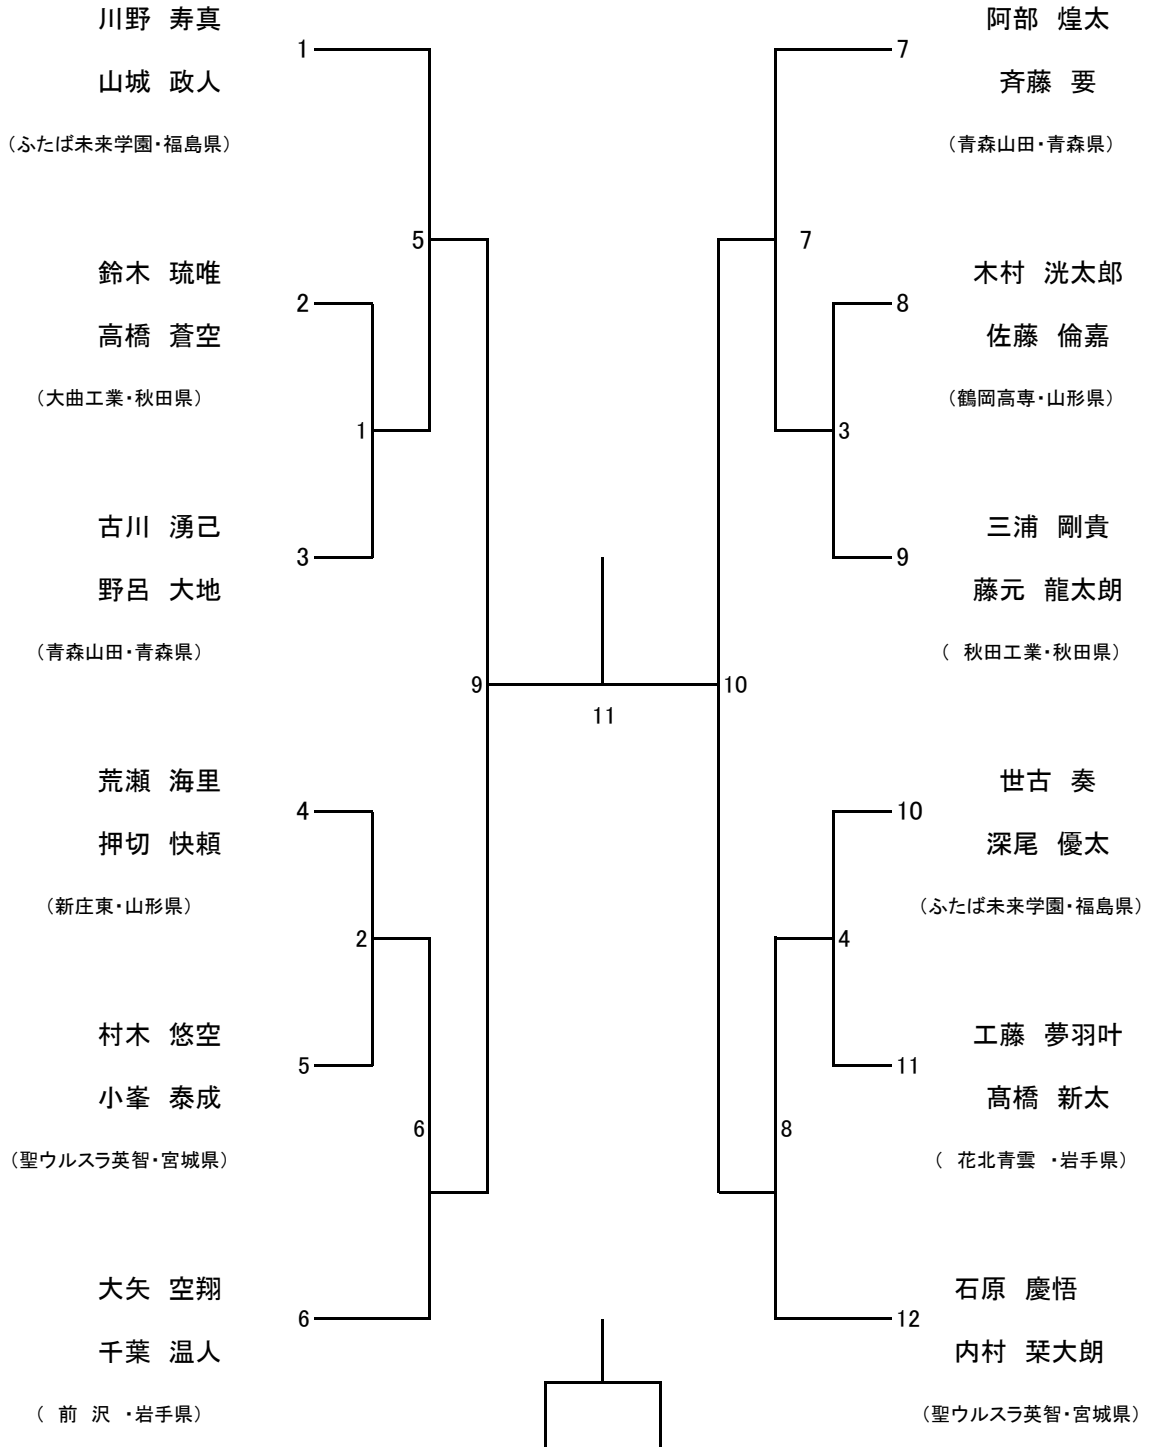 川野 寿真
1
山城 政人
(ふたば未来学園・福島県)
5
鈴木 琉唯
2
高橋 蒼空
(大曲工業・秋田県)
1
古川 湧己
3
野呂 大地
(青森山田・青森県)
9
荒瀬 海里
4
押切 快頼
(新庄東・山形県)
2
村木 悠空
5
小峯 泰成
6
(聖ウルスラ英智・宮城県)
大矢 空翔
6
千葉 温人
( 前 沢 ・岩手県)
11
阿部 煌太
7
斉藤 要
(青森山田・青森県)
7
木村 洸太郎
8
佐藤 倫嘉
(鶴岡高専・山形県)
3
三浦 剛貴
9
藤元 龍太朗
( 秋田工業・秋田県)
10
世古 奏
10
深尾 優太
(ふたば未来学園・福島県)
4
工藤 夢羽叶
11
髙橋 新太
8
( 花北青雲 ・岩手県)
石原 慶悟
12
内村 栞大朗
(聖ウルスラ英智・宮城県)